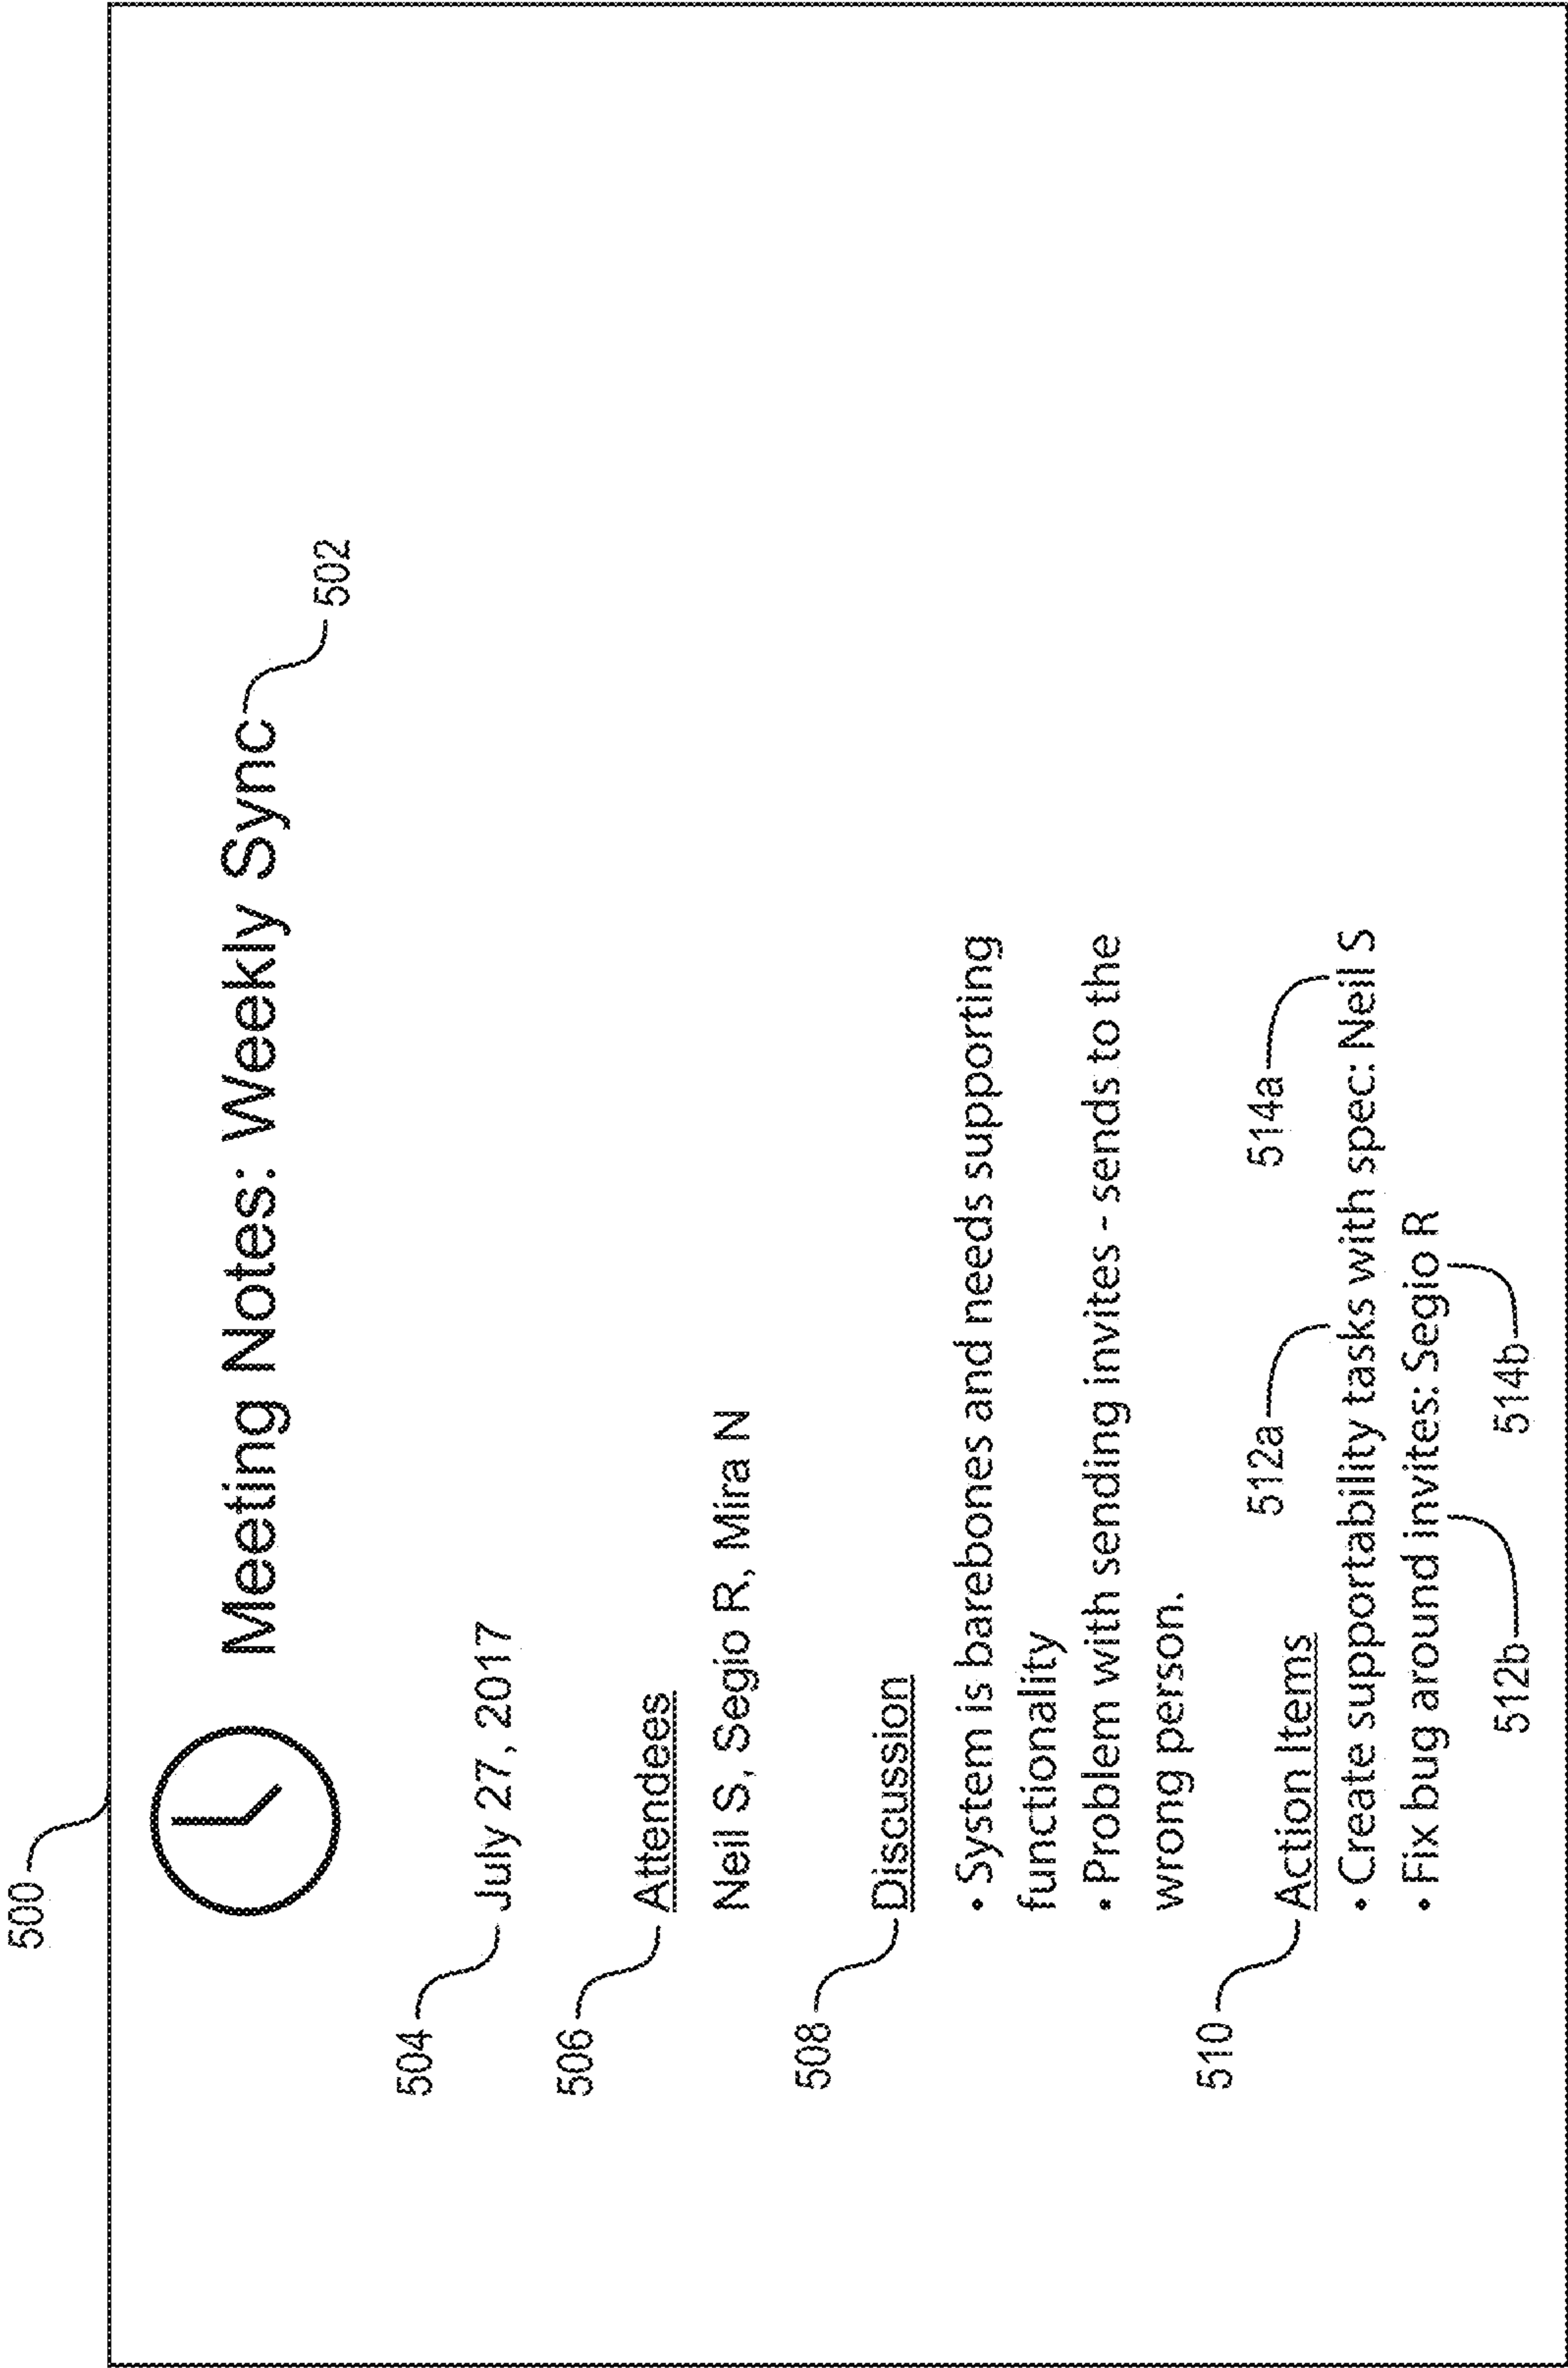 500
Meeting Notes: Weekly Sync
502
504
July 27, 2017
506
Attendees
Neil S, Segio R, Mira N
508
Discussion
• System is barebones and needs supporting
functionality
• Problem with sending invites - sends to the
wrong person.
510
Action Items
512a
514a
• Create supportability tasks with spec: Neil S
• Fix bug around invites: Segio R
512b
514b